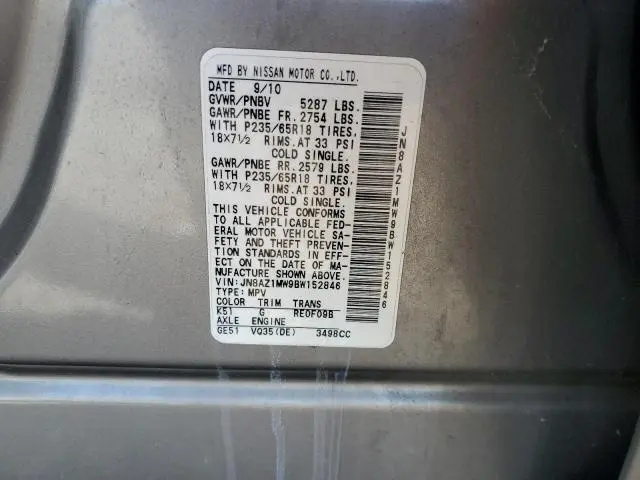 MFD BY NISSAN MOTOR CO.,LTD.
DATE 9/10
GVWR/PNBV 5287 LBS.
GAWR/PNBE FR. 2754 LBS.
WITH P235/65R18 TIRES.
18X7½ RIMS.AT 33 PSI
COLD SINGLE.
GAWR/PNBE RR. 2579 LBS.
WITH P235/65R18 TIRES.
18X7½ RIMS.AT 33 PSI
COLD SINGLE.
THIS VEHICLE CONFORMS
TO ALL APPLICABLE FED-
ERAL MOTOR VEHICLE SA-
FETY AND THEFT PREVEN-
TION STANDARDS IN EFF-
ECT ON THE DATE OF MA-
NUFACTURE SHOWN ABOVE.
VIN:JN8AZ1MW9BW152846
TYPE: MPV
COLOR TRIM TRANS
K51 G RE0F09B
AXLE ENGINE
GE51 VQ35(DE) 3498CC
JN8AZ1MW9BW152846